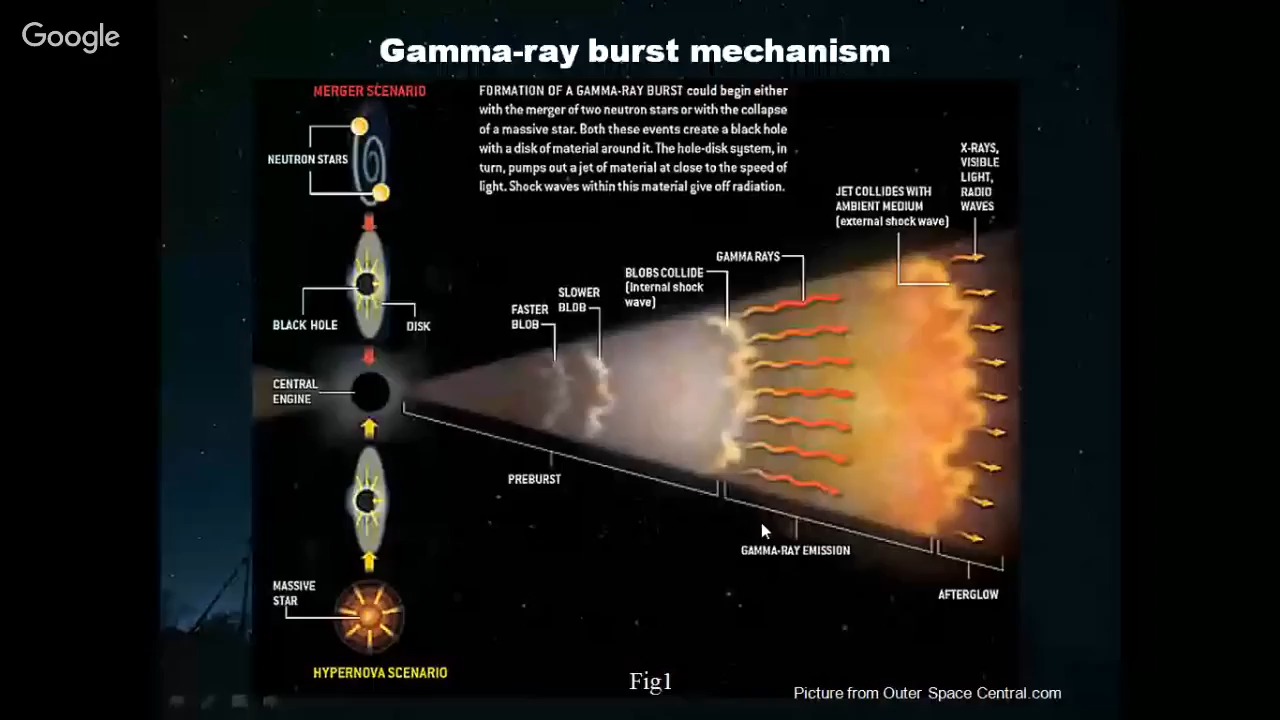 Google
Gamma-ray burst mechanism
MERGER SCENARIO
FORMATION OF A GAMMA-RAY BURST could begin either
with the merger of two neutron stars or with the collapse
of a massive star. Both these events create a black hole
with a disk of material around it. The hole-disk system, in
turn, pumps out a jet of material at close to the speed of
light. Shock waves within this material give off radiation.
NEUTRON STARS
X-RAYS,
VISIBLE
LIGHT,
RADIO
WAVES
JET COLLIDES WITH
AMBIENT MEDIUM
(external shock wave)
GAMMA RAYS
BLOBS COLLIDE
(internal shock
wave)
SLOWER
BLOB
FASTER
BLOB
BLACK HOLE
DISK
CENTRAL
ENGINE
PREBURST
GAMMA-RAY EMISSION
AFTERGLOW
MASSIVE
STAR
HYPERNOVA SCENARIO
Fig1
Picture from Outer Space Central.com